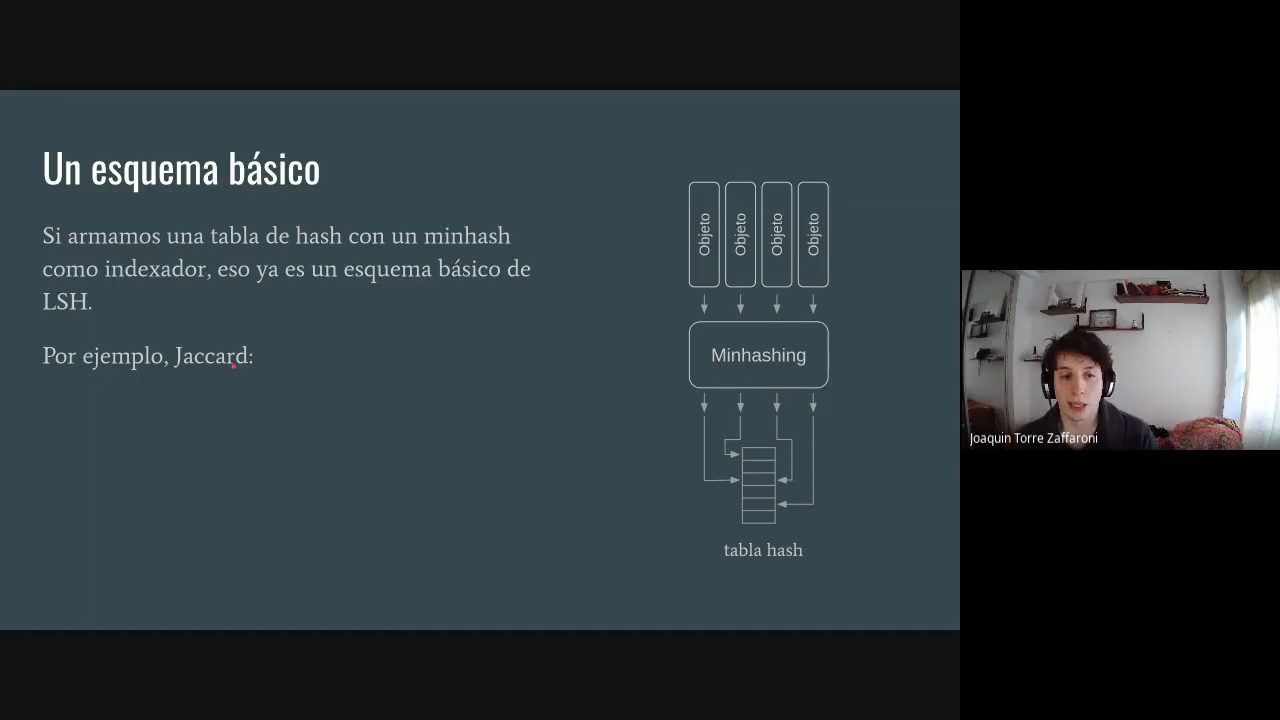 Un esquema básico
Si armamos una tabla de hash con un minhash
como indexador, eso ya es un esquema básico de
LSH.
Por ejemplo, Jaccard:
Objeto
Objeto
Objeto
Objeto
Minhashing
tabla hash
Joaquin Torre Zaffaroni